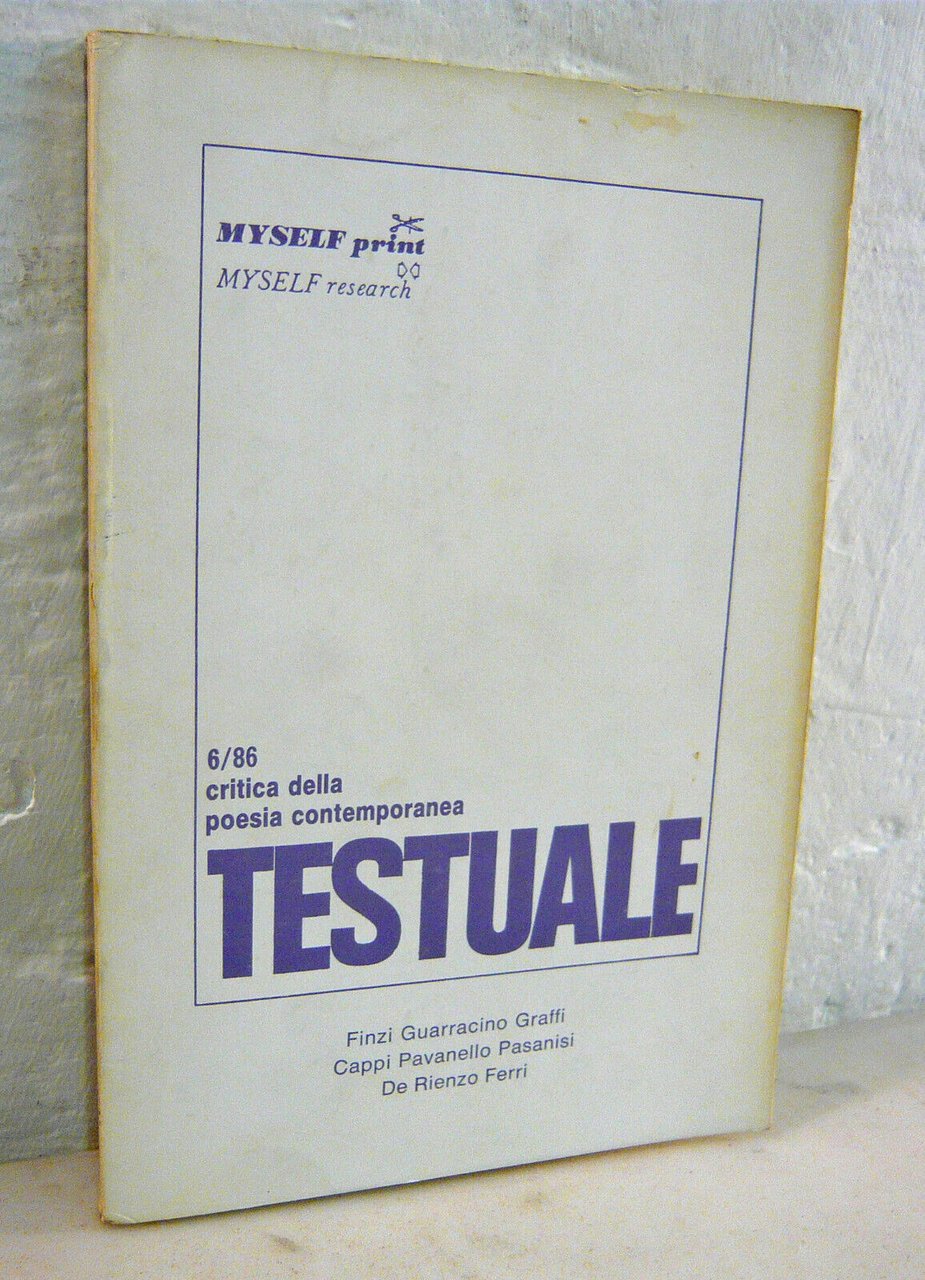 MYSELF print
MYSELF research
6/86
critica della
poesia contemporanea
TESTUALE
Finzi Guarracino Graffi
Cappi Pavanello Pasanisi
De Rienzo Ferri